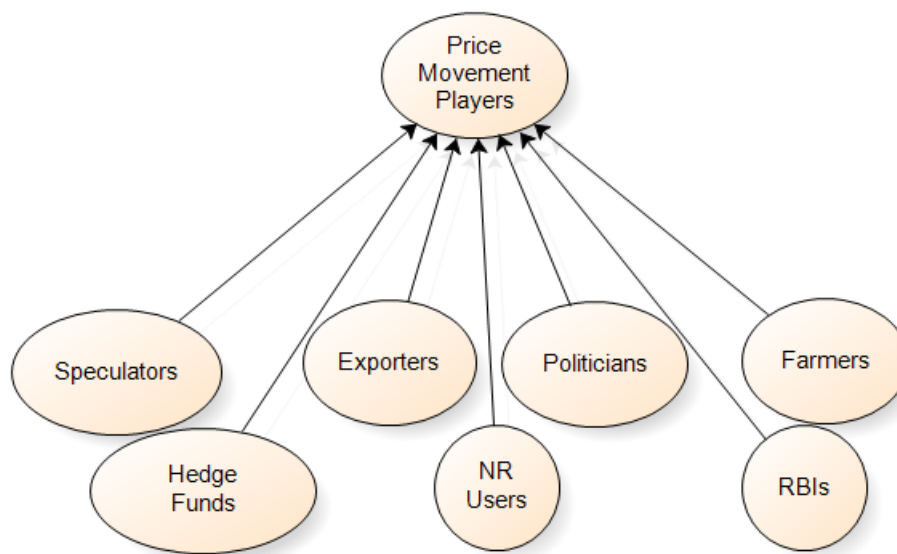 Price
Movement
Players
Speculators
Exporters
Politicians
Farmers
Hedge
Funds
NR
Users
RBIs